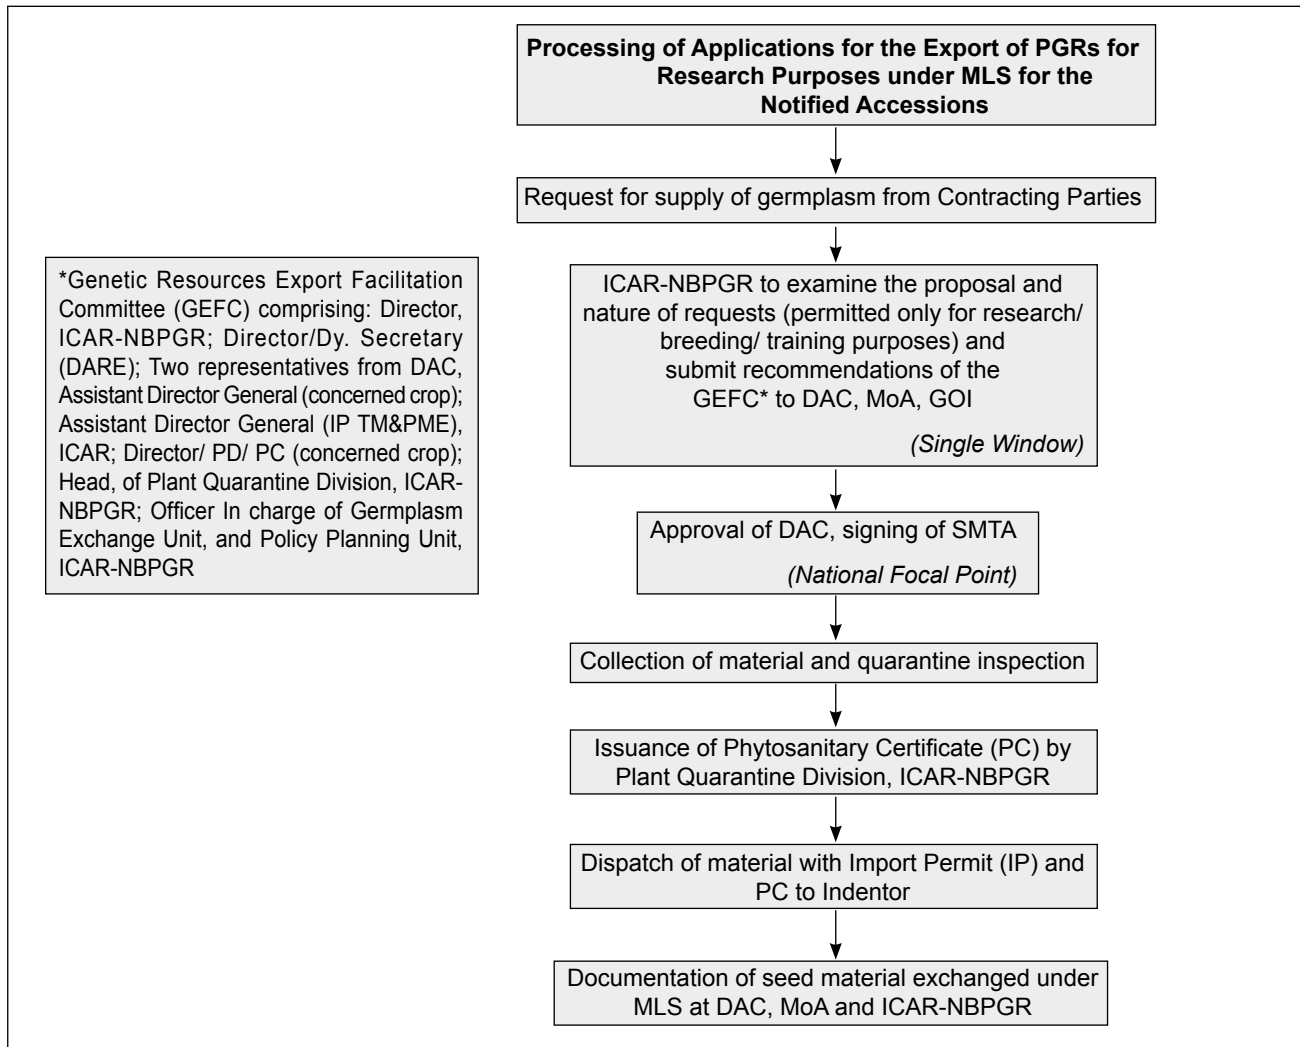 Processing of Applications for the Export of PGRs for
Research Purposes under MLS for the
Notified Accessions
Request for supply of germplasm from Contracting Parties
*Genetic Resources Export Facilitation
Committee (GEFC) comprising: Director,
ICAR-NBPGR; Director/Dy. Secretary
(DARE); Two representatives from DAC,
Assistant Director General (concerned crop);
Assistant Director General (IP TM&PME),
ICAR; Director/ PD/ PC (concerned crop);
Head, of Plant Quarantine Division, ICAR-
NBPGR; Officer In charge of Germplasm
Exchange Unit, and Policy Planning Unit,
ICAR-NBPGR
ICAR-NBPGR to examine the proposal and
nature of requests (permitted only for research/
breeding/ training purposes) and
submit recommendations of the
GEFC* to DAC, MoA, GOI
(Single Window)
Approval of DAC, signing of SMTA
(National Focal Point)
Collection of material and quarantine inspection
Issuance of Phytosanitary Certificate (PC) by
Plant Quarantine Division, ICAR-NBPGR
Dispatch of material with Import Permit (IP) and
PC to Indentor
Documentation of seed material exchanged under
MLS at DAC, MoA and ICAR-NBPGR